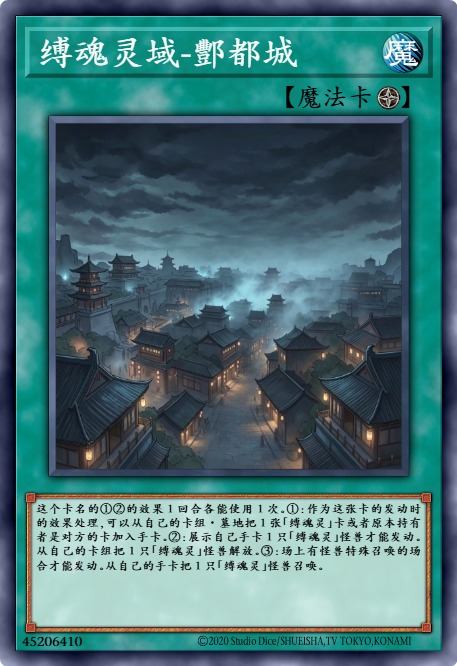 缚魂灵域-酆都城
魔
【魔法卡】
这个卡名的①②的效果1回合各能使用1次。①:作为这张卡的发动时
的效果处理,可以从自己的卡组·墓地把1张「缚魂灵」卡或者原本持有
者是对方的卡加入手卡。②:展示自己手卡1只「缚魂灵」怪兽才能发动。
从自己的卡组把1只「缚魂灵」怪兽解放。③:场上有怪兽特殊召唤的场
合才能发动。从自己的手卡把1只「缚魂灵」怪兽召唤。
45206410
©2020 Studio Dice/SHUEISHA,TV TOKYO,KONAMI